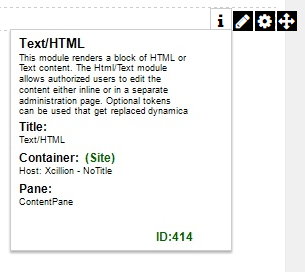 i
Text/HTML
This module renders a block of HTML or
Text content. The Html/Text module
allows authorized users to edit the
content either inline or in a separate
administration page. Optional tokens
can be used that get replaced dynamica
Title:
Text/HTML
Container: (Site)
Host: Xcillion - NoTitle
Pane:
ContentPane
ID:414